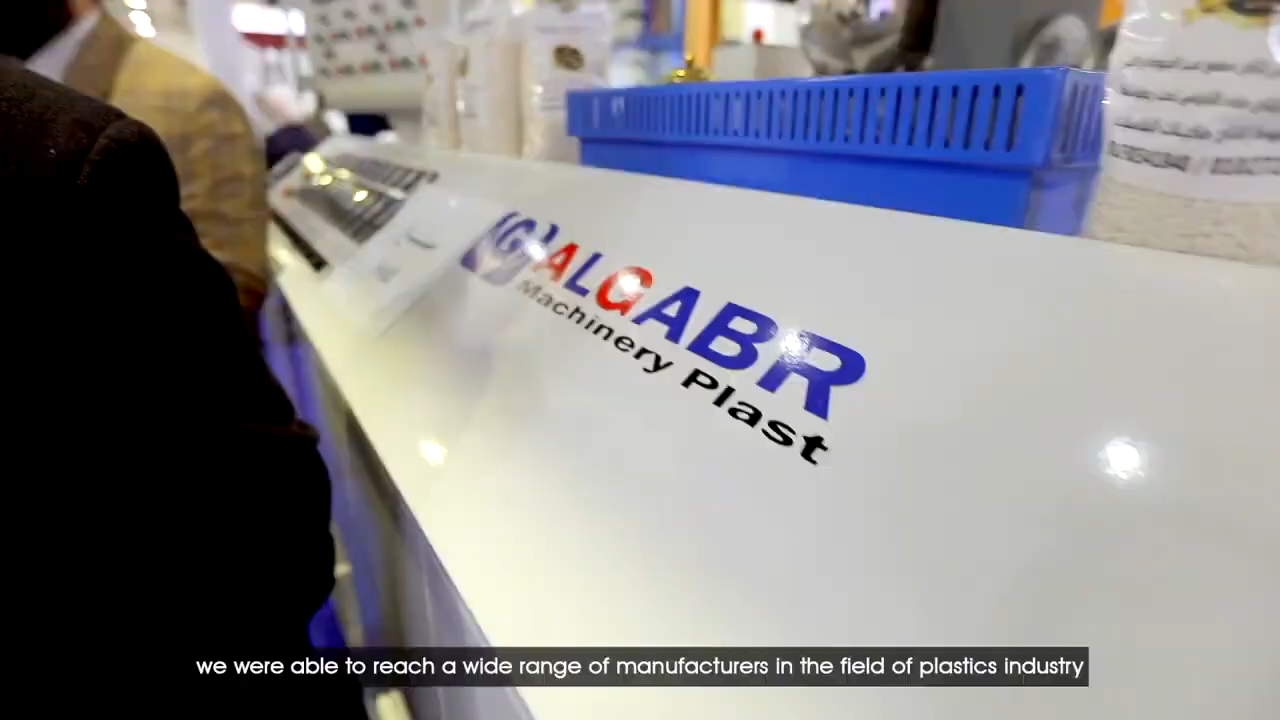 (G)
ALGABR
Machinery Plast
we were able to reach a wide range of manufacturers in the field of plastics industry